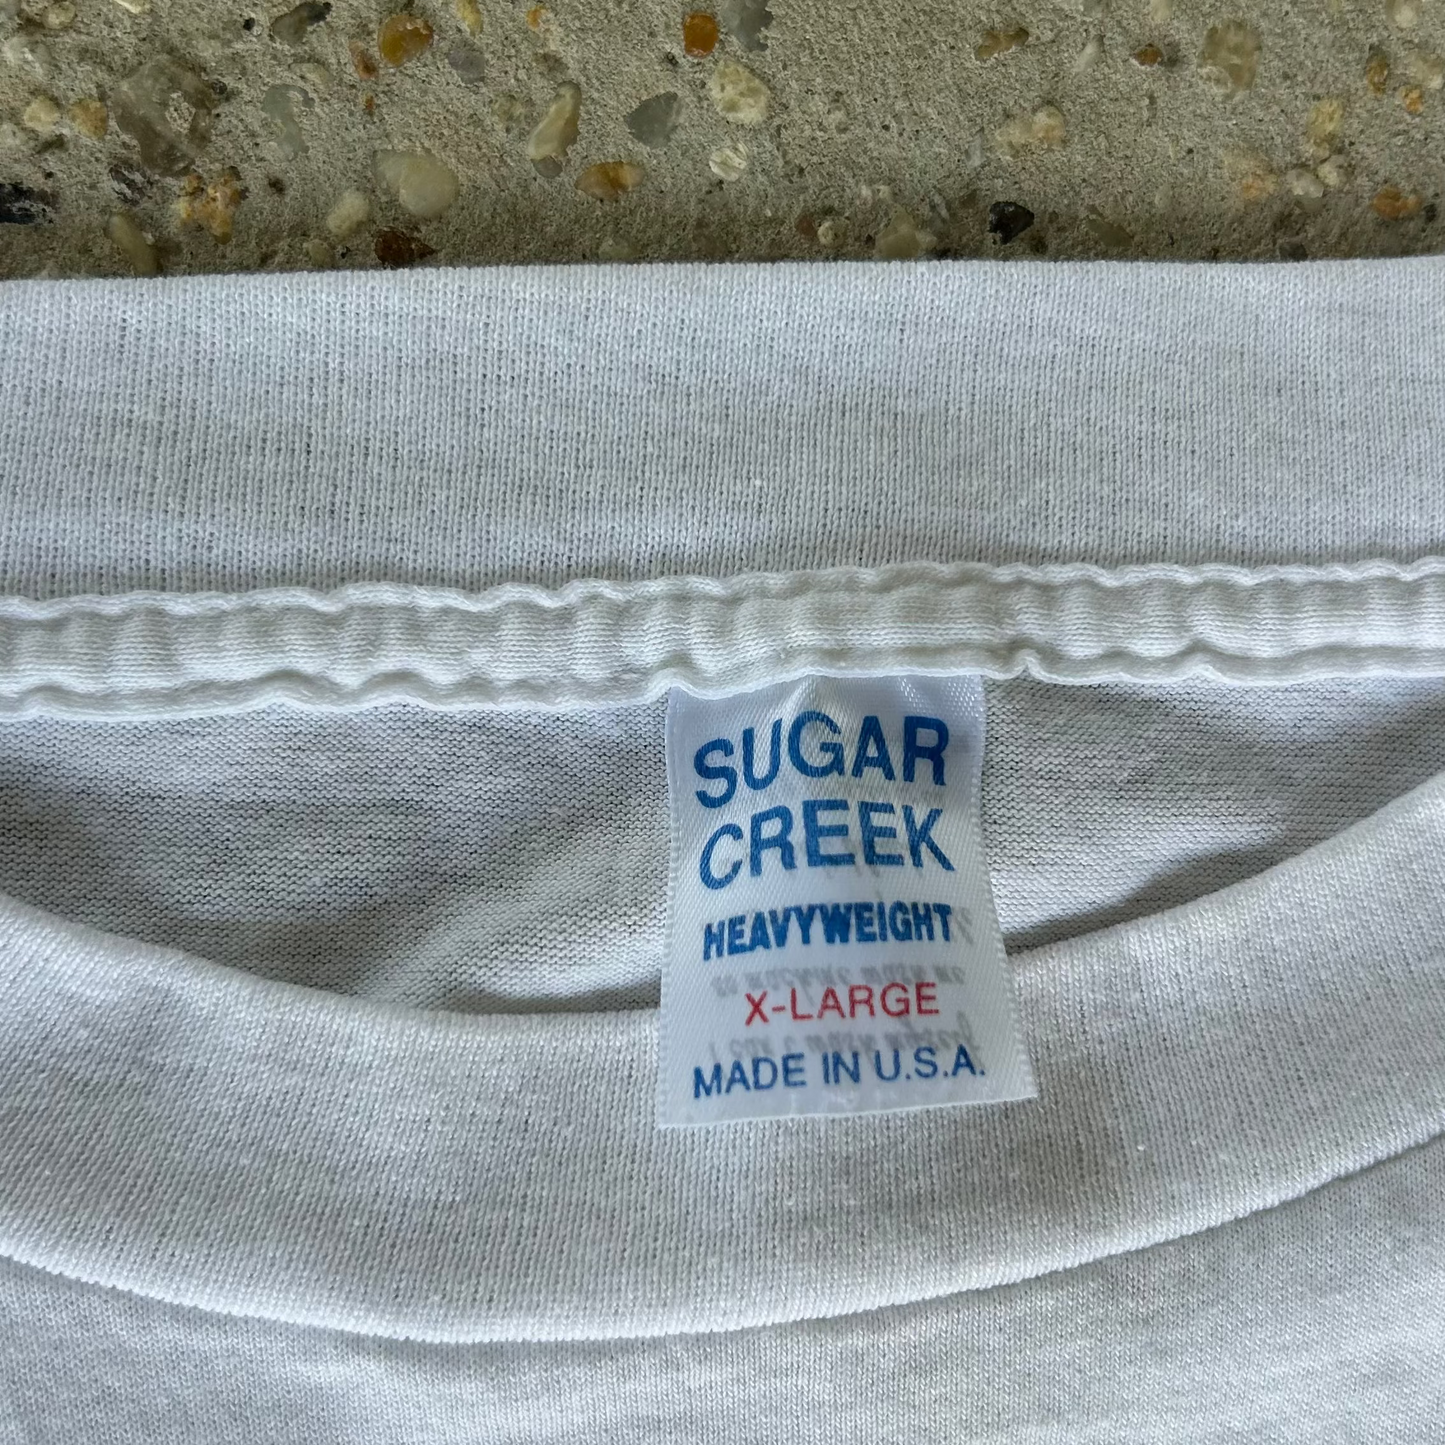 SUGAR
CREEK
HEAVYWEIGHT
X-LARGE
MADE IN U.S.A.